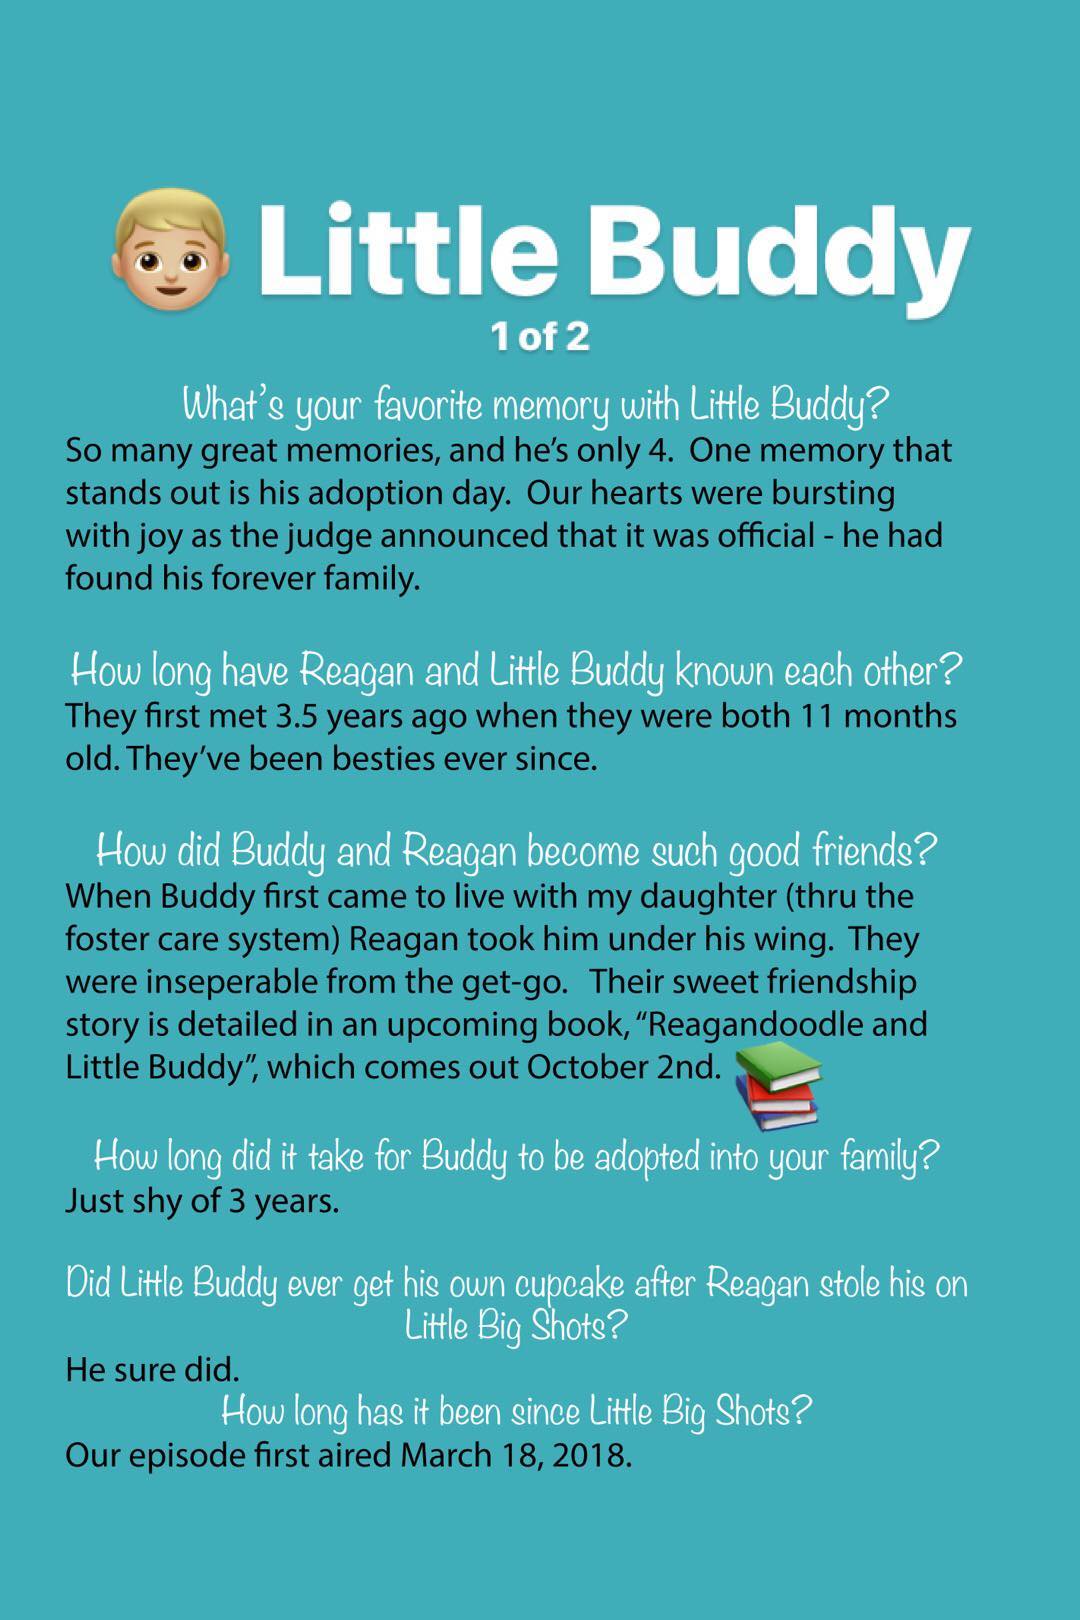 Little Buddy
1 of 2
What's your favorite memory with Little Buddy?
So many great memories, and he's only 4.  One memory that
stands out is his adoption day.  Our hearts were bursting
with joy as the judge announced that it was official - he had
found his forever family.
How long have Reagan and Little Buddy known each other?
They first met 3.5 years ago when they were both 11 months
old. They've been besties ever since.
How did Buddy and Reagan become such good friends?
When Buddy first came to live with my daughter (thru the
foster care system) Reagan took him under his wing.  They
were inseperable from the get-go.   Their sweet friendship
story is detailed in an upcoming book, “Reagandoodle and
Little Buddy”, which comes out October 2nd.
How long did it take for Buddy to be adopted into your family?
Just shy of 3 years.
Did Little Buddy ever get his own cupcake after Reagan stole his on
Little Big Shots?
He sure did.
How long has it been since Little Big Shots?
Our episode first aired March 18, 2018.